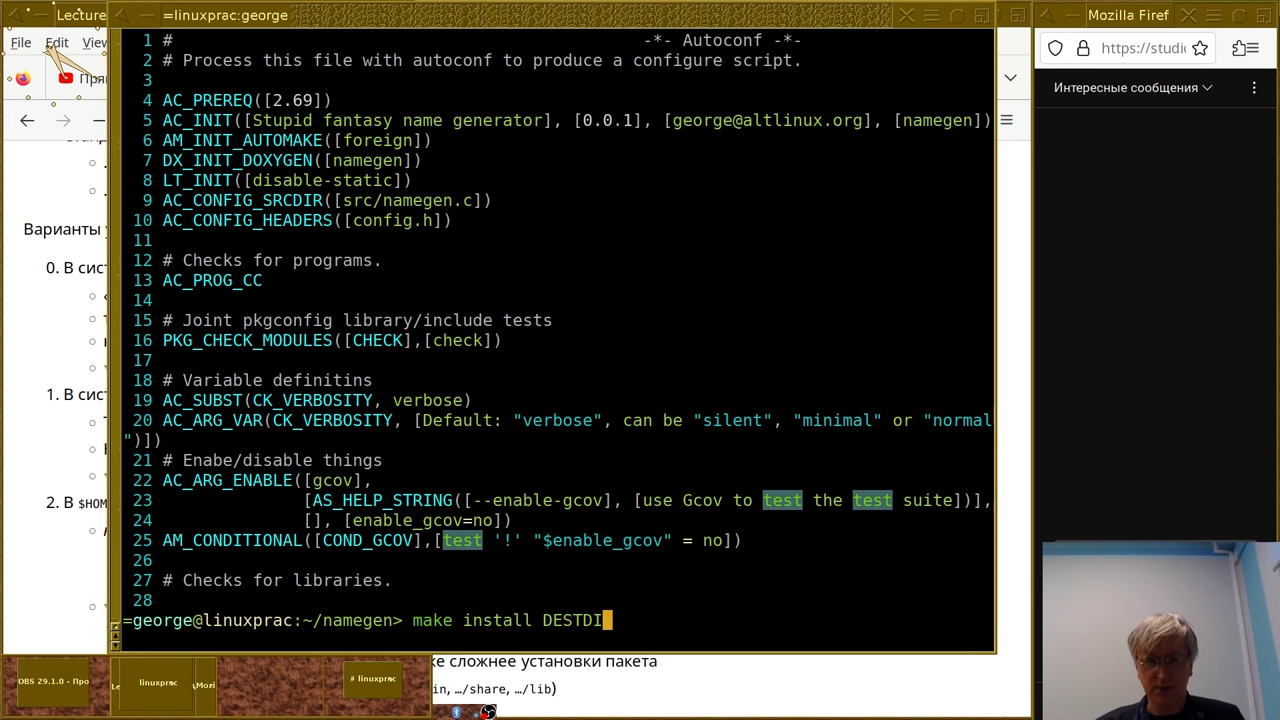 Lecture
=linuxprac:george
Mozilla Firef
File Edit View
Пря
https://studi
Интересные сообщения
Варианты
0. В сист
1. В сист
2. В $HOM
1 # -*- Autoconf -*-
2 # Process this file with autoconf to produce a configure script.
3
4 AC_PREREQ([2.69])
5 AC_INIT([Stupid fantasy name generator], [0.0.1], [george@altlinux.org], [namegen])
6 AM_INIT_AUTOMAKE([foreign])
7 DX_INIT_DOXYGEN([namegen])
8 LT_INIT([disable-static])
9 AC_CONFIG_SRCDIR([src/namegen.c])
10 AC_CONFIG_HEADERS([config.h])
11
12 # Checks for programs.
13 AC_PROG_CC
14
15 # Joint pkgconfig library/include tests
16 PKG_CHECK_MODULES([CHECK],[check])
17
18 # Variable definitins
19 AC_SUBST(CK_VERBOSITY, verbose)
20 AC_ARG_VAR(CK_VERBOSITY, [Default: "verbose", can be "silent", "minimal" or "normal
")])
21 # Enabe/disable things
22 AC_ARG_ENABLE([gcov],
23 [AS_HELP_STRING([--enable-gcov], [use Gcov to test the test suite])],
24 [], [enable_gcov=no])
25 AM_CONDITIONAL([COND_GCOV],[test '!' "$enable_gcov" = no])
26
27 # Checks for libraries.
28
=george@linuxprac:~/namegen> make install DESTDI
ке сложнее установки пакета
in, …/share, …/lib)
OBS 29.1.0 - Про
linuxprac
Mozi
# linuxprac